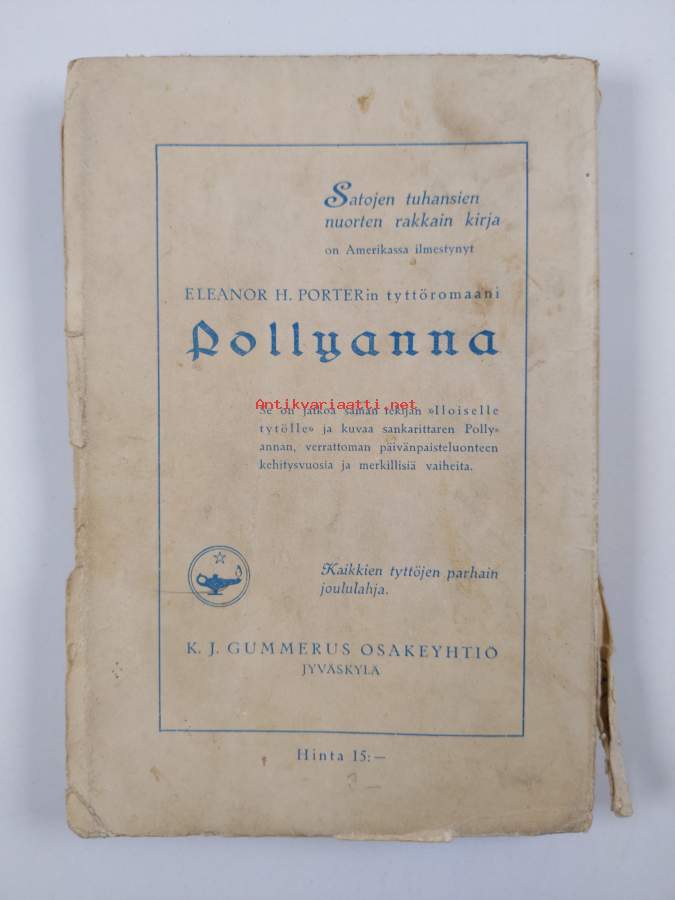 Satojen tuhansien
nuorten rakkain kirja
on Amerikassa ilmestynyt
ELEANOR H. PORTERin tyttöromaani
Pollyanna
Antikvariaatti.net
Se on jatkoa saman tekijän »Iloiselle
tytölle» ja kuvaa sankarittaren Polly-
annan, verrattoman päivänpaisteluonteen
kehitysvuosia ja merkillisiä vaiheita.
Kaikkien tyttöjen parhain
joululahja.
K. J. GUMMERUS OSAKEYHTIÖ
JYVÄSKYLÄ
Hinta 15:—